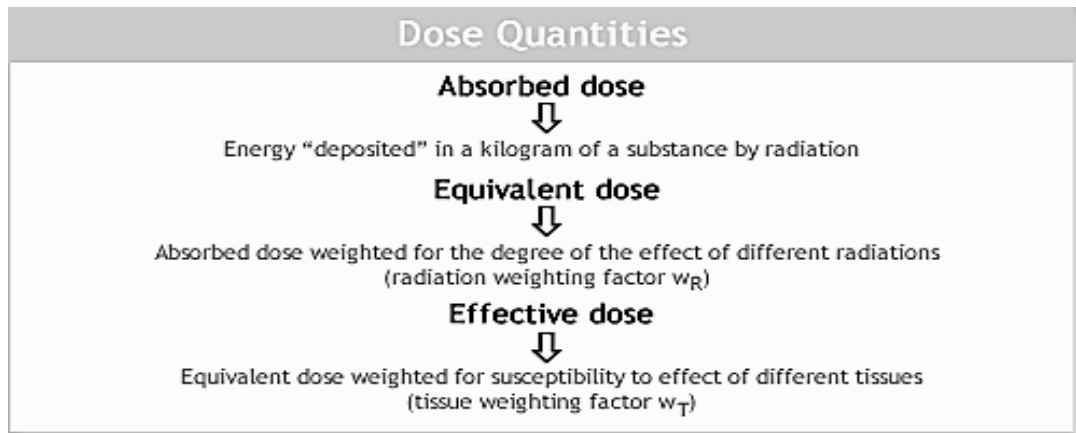 Dose Quantities
Absorbed dose
Energy “deposited” in a kilogram of a substance by radiation
Equivalent dose
Absorbed dose weighted for the degree of the effect of different radiations
(radiation weighting factor wR)
Effective dose
Equivalent dose weighted for susceptibility to effect of different tissues
(tissue weighting factor wT)